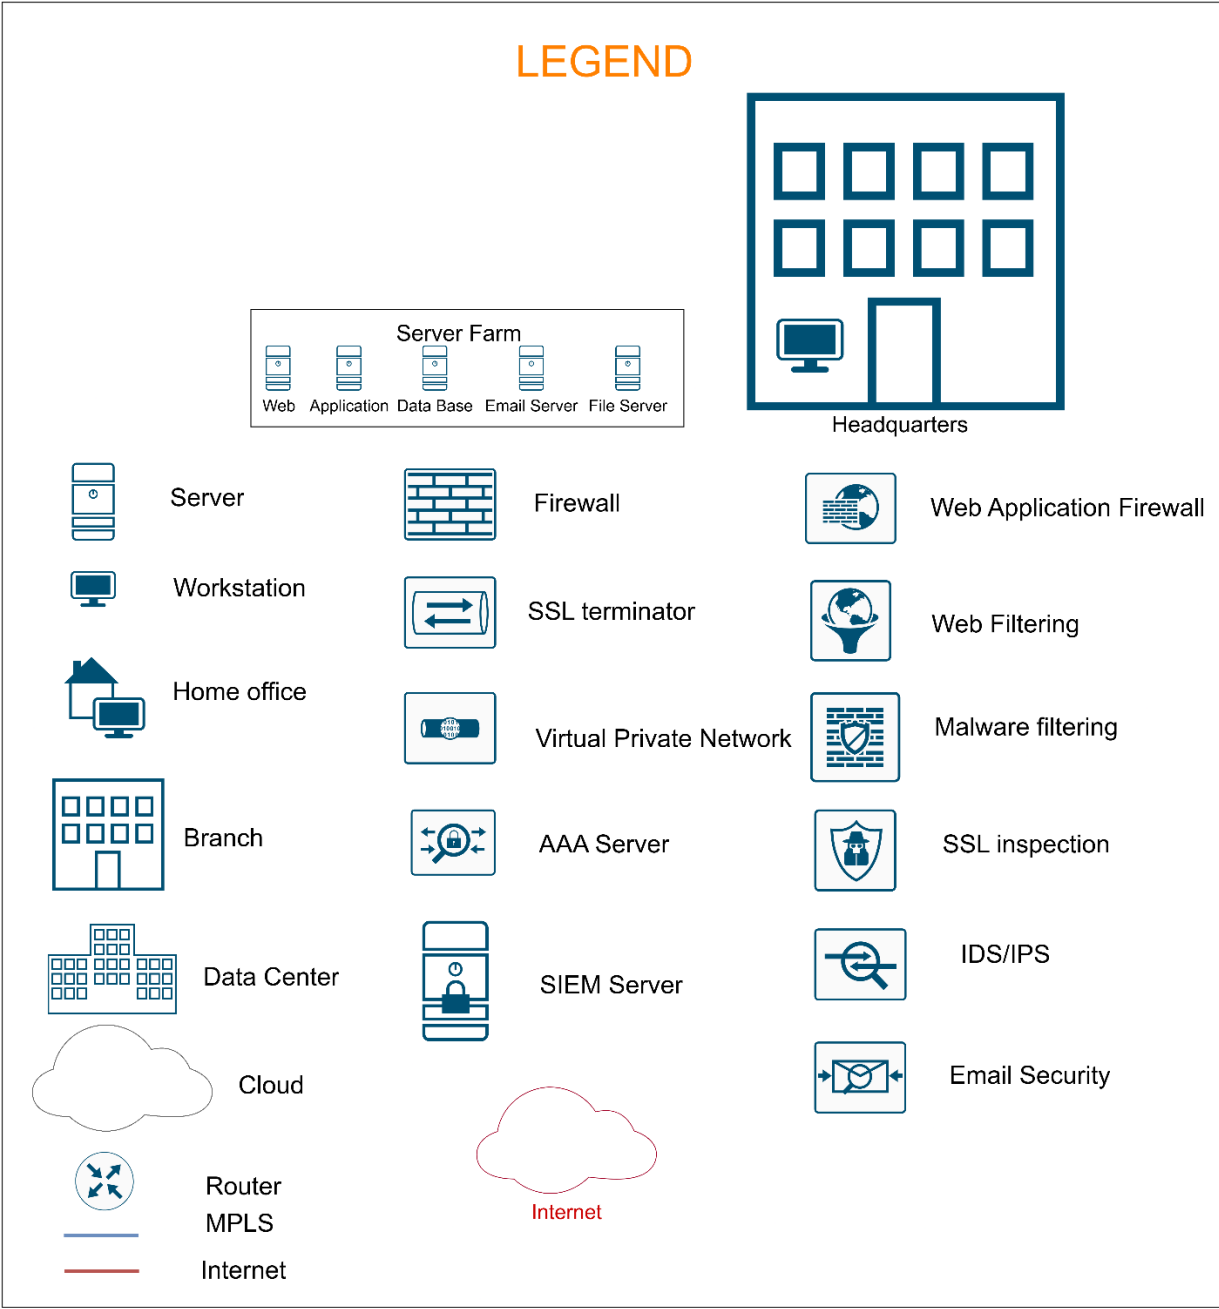 LEGEND
Server Farm
Web Application Data Base Email Server File Server
Headquarters
Server
Firewall
Web Application Firewall
Workstation
SSL terminator
Web Filtering
Home office
Virtual Private Network
Malware filtering
Branch
AAA Server
SSL inspection
Data Center
SIEM Server
IDS/IPS
Cloud
Email Security
Router
MPLS
Internet
Internet